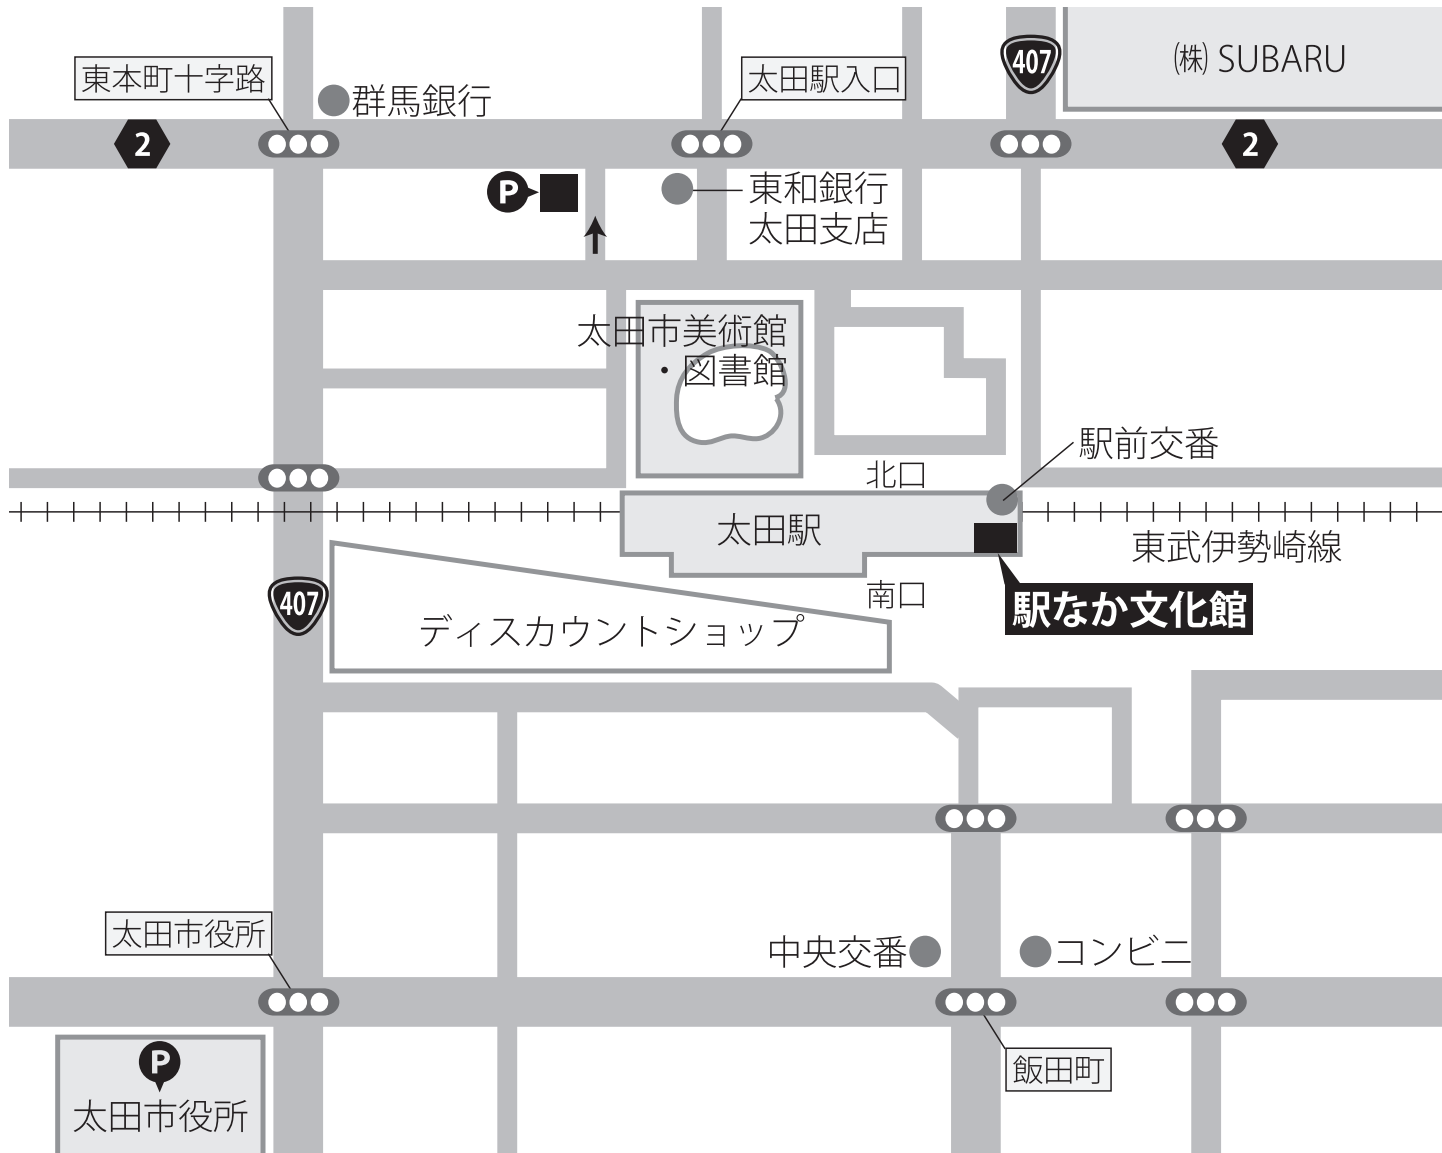 407
㈱ SUBARU
東本町十字路
太田駅入口
群馬銀行
2
2
P
東和銀行
太田支店
太田市美術館
・図書館
駅前交番
北口
太田駅
東武伊勢崎線
南口
407
駅なか文化館
ディスカウントショップ
太田市役所
中央交番
コンビニ
飯田町
P
太田市役所